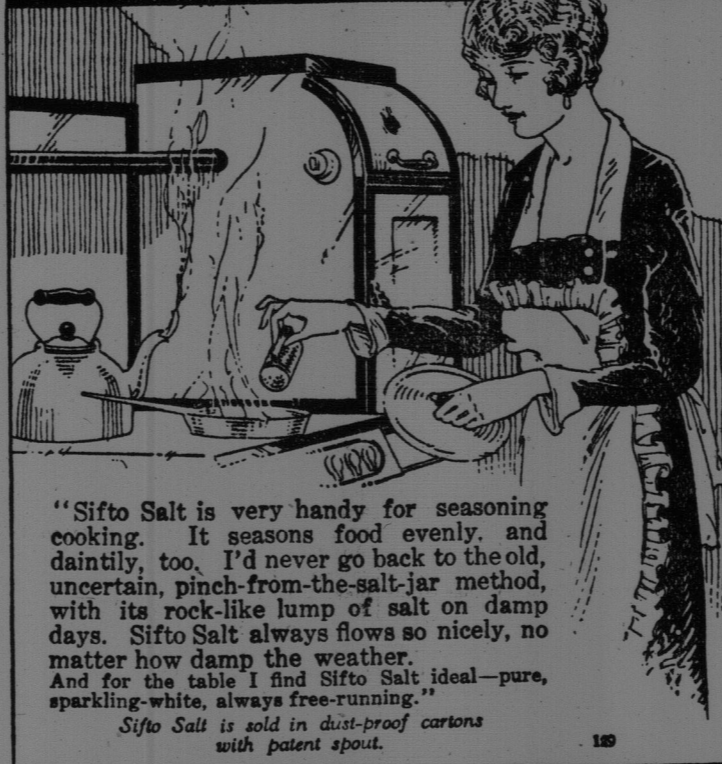 "Sifto Salt is very handy for seasoning
cooking. It seasons food evenly. and
daintily, too. I'd never go back to the old,
uncertain, pinch-from-the-salt-jar method,
with its rock-like lump of salt on damp
days. Sifto Salt always flows so nicely, no
matter how damp the weather.
And for the table I find Sifto Salt ideal—pure,
sparkling-white, always free-running."
Sifto Salt is sold in dust-proof cartons
with patent spout.
129